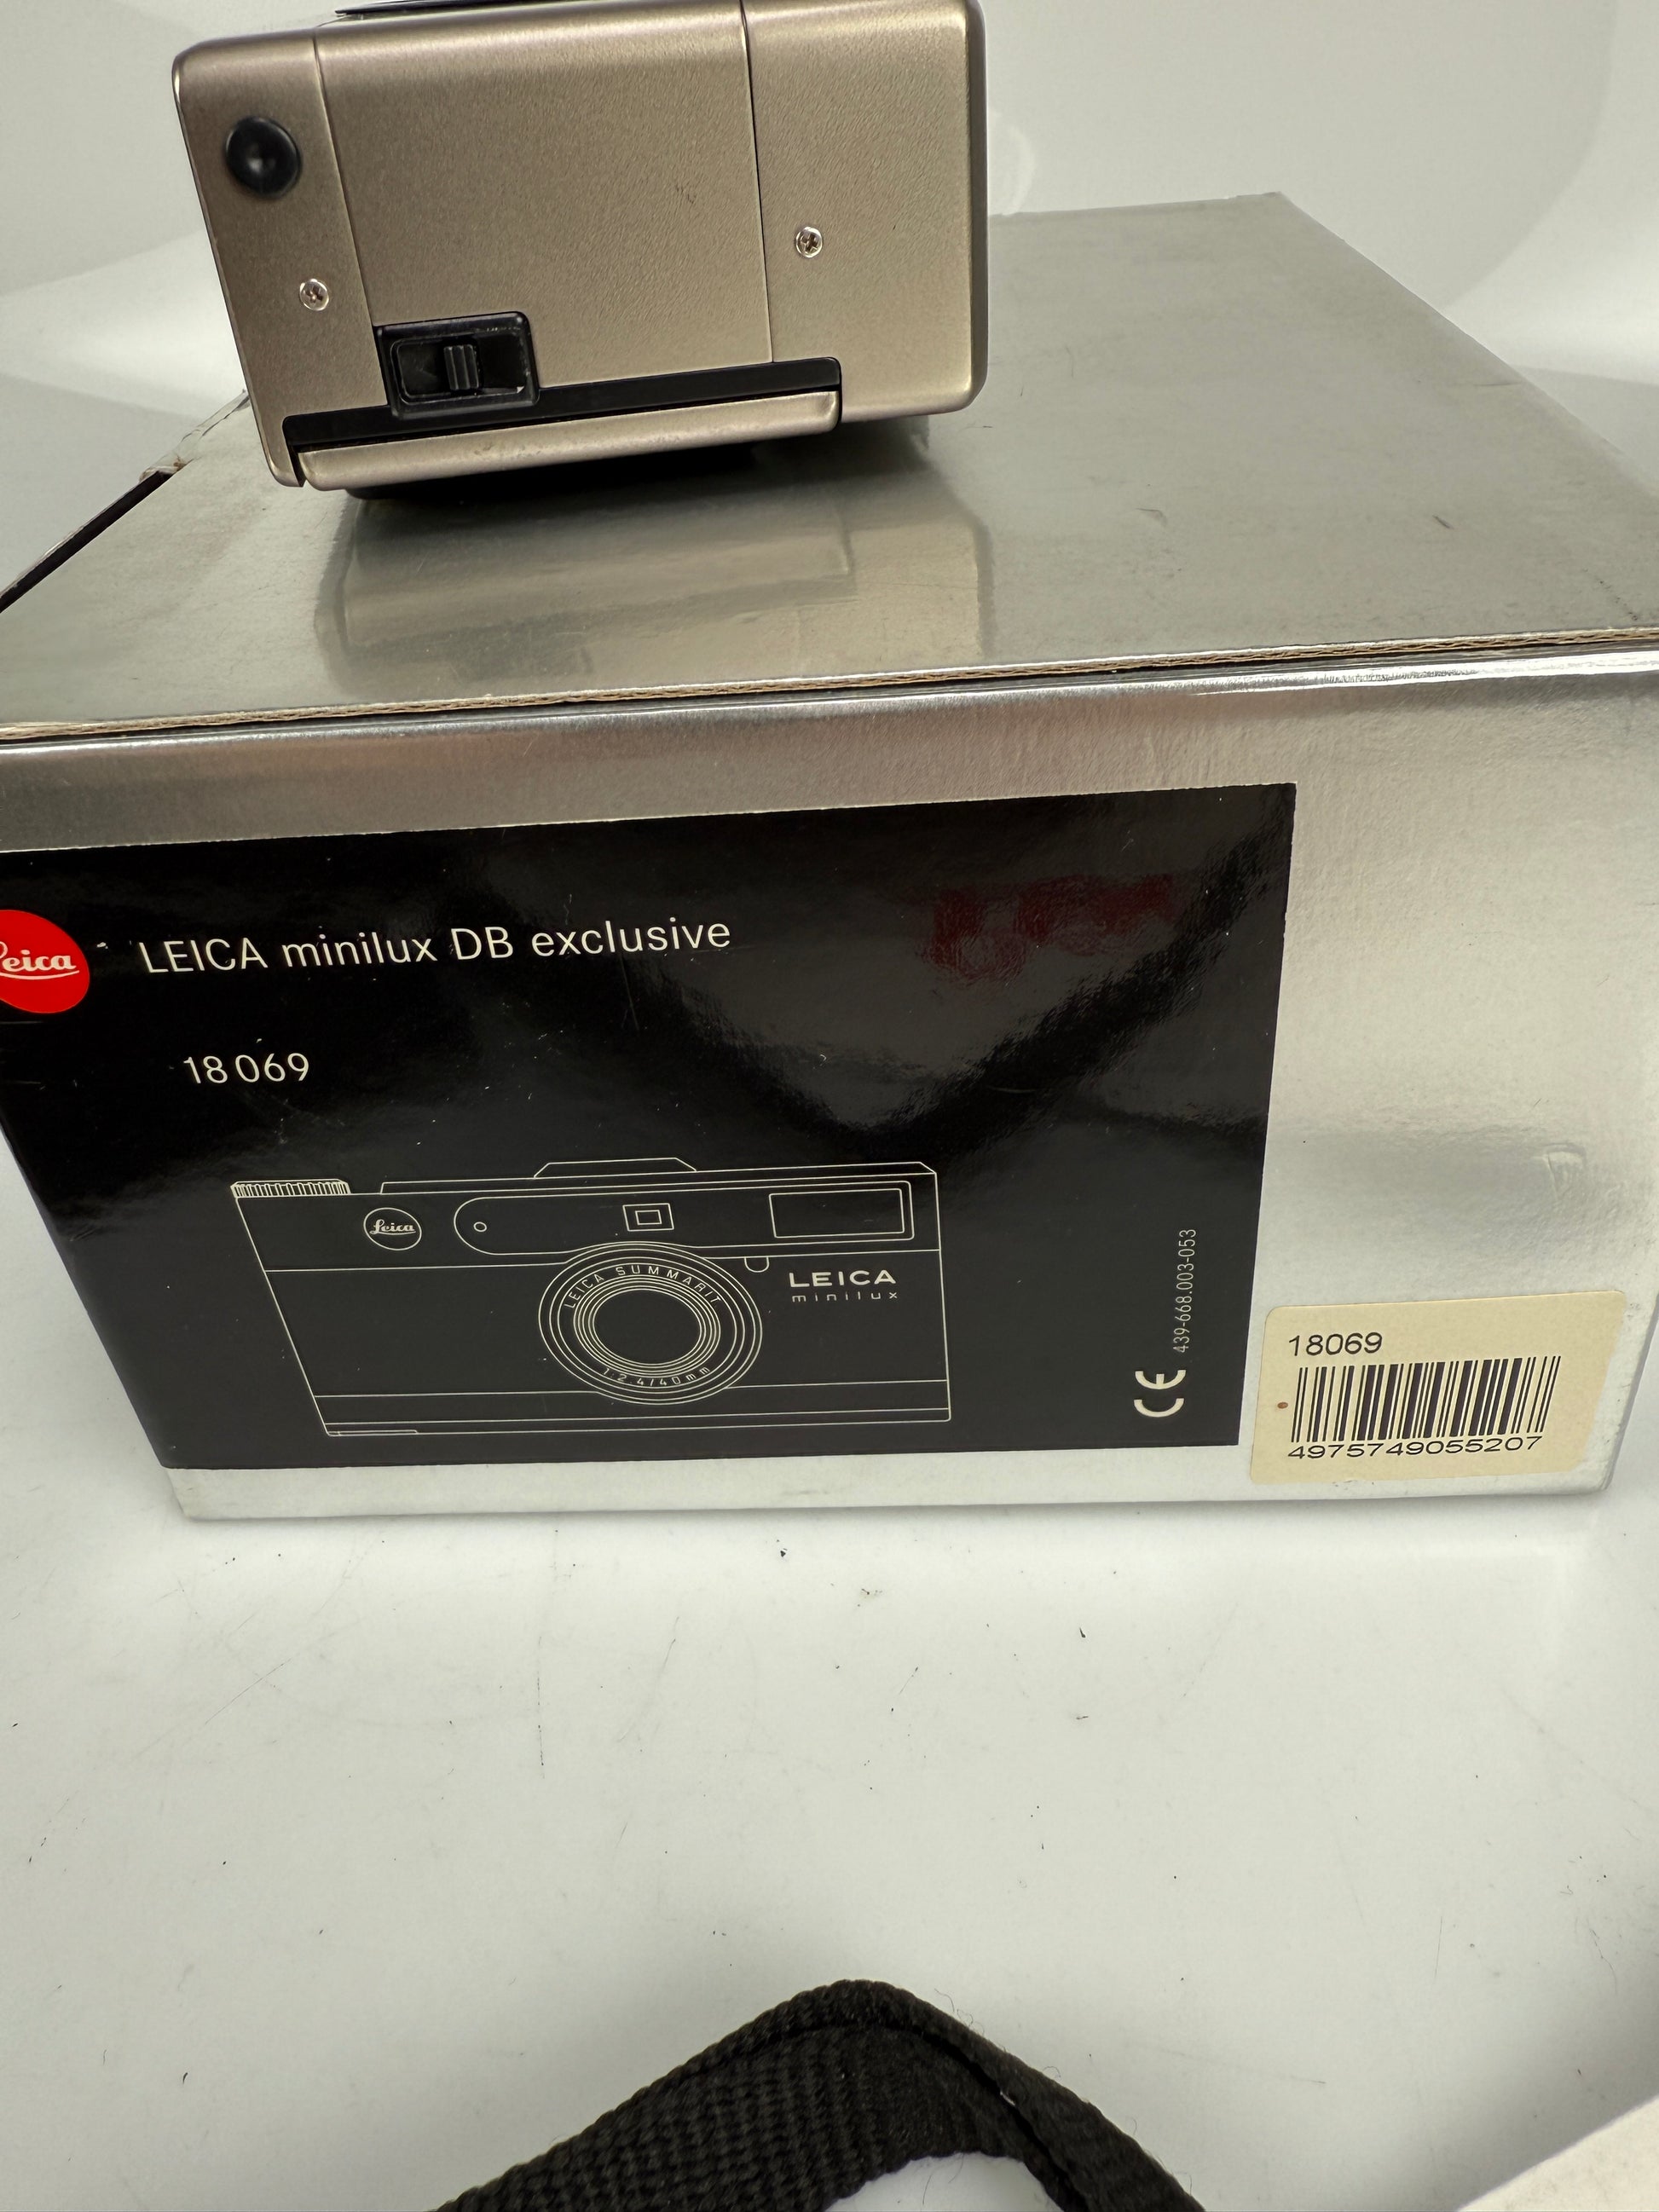 Leica
LEICA minilux DB exclusive
18 069
Leica
LEICA SUMMARIT
1:2.4/40mm
LEICA
minilux
CE
439-668.003-053
18069
4975749055207